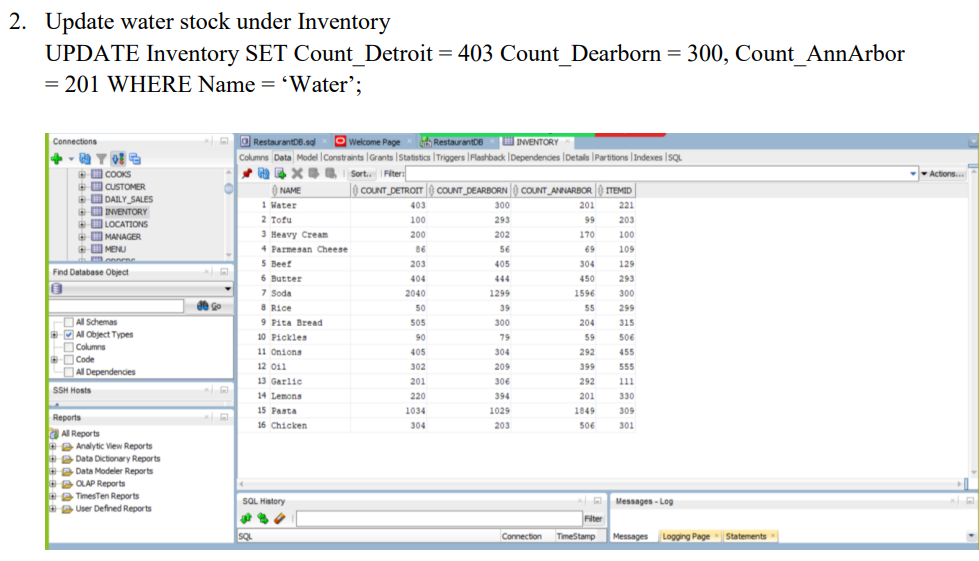 2. Update water stock under Inventory
UPDATE Inventory SET Count_Detroit = 403 Count_Dearborn = 300, Count_AnnArbor
= 201 WHERE Name = ‘Water’;
Connections
RestaurantDB.sql Welcome Page RestaurantDB INVENTORY
Columns Data Model Constraints Grants Statistics Triggers Flashback Dependencies Details Partitions Indexes SQL
Sort.. Filter: Actions...
COOKS
CUSTOMER
DAILY_SALES
INVENTORY
LOCATIONS
MANAGER
MENU
NAME COUNT_DETROIT COUNT_DEARBORN COUNT_ANNARBOR ITEMID
1 Water 403 300 201 221
2 Tofu 100 293 99 203
3 Heavy Cream 200 202 170 100
4 Parmesan Cheese 86 56 69 109
5 Beef 203 405 304 129
6 Butter 404 444 450 293
7 Soda 2040 1299 1596 300
8 Rice 50 39 55 299
9 Pita Bread 505 300 204 315
10 Pickles 90 79 59 506
11 Onions 405 304 292 455
12 Oil 302 209 399 555
13 Garlic 201 306 292 111
14 Lemons 220 394 201 330
15 Pasta 1034 1029 1849 309
16 Chicken 304 203 506 301
Find Database Object
Go
All Schemas
All Object Types
Columns
Code
All Dependencies
SSH Hosts
Reports
All Reports
Analytic View Reports
Data Dictionary Reports
Data Modeler Reports
OLAP Reports
TimesTen Reports
User Defined Reports
SQL History
Filter
SQL Connection TimeStamp
Messages - Log
Messages Logging Page Statements